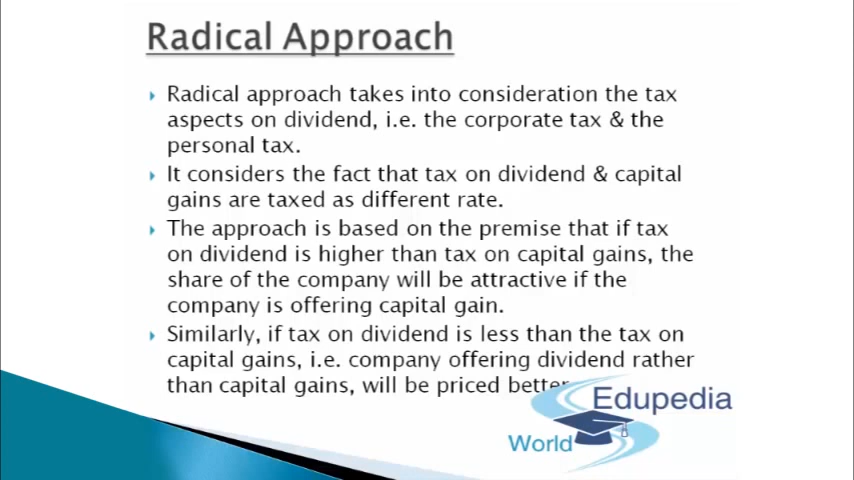 Radical Approach
Radical approach takes into consideration the tax
aspects on dividend, i.e. the corporate tax & the
personal tax.
It considers the fact that tax on dividend & capital
gains are taxed as different rate.
The approach is based on the premise that if tax
on dividend is higher than tax on capital gains, the
share of the company will be attractive if the
company is offering capital gain.
Similarly, if tax on dividend is less than the tax on
capital gains, i.e. company offering dividend rather
than capital gains, will be priced better
Edupedia
World